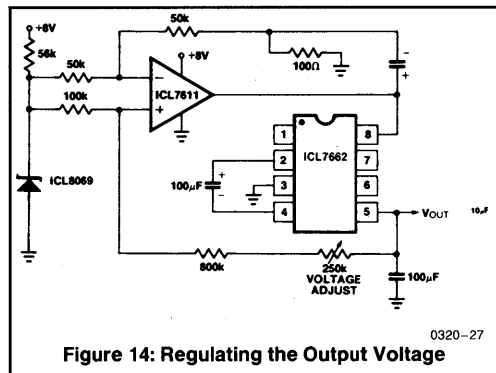 50k
+8V
56k
+8V
50k
100Ω
−
+
−
ICL7611
100k
+
1
8
ICL7662
2
7
+
100µF
−
3
6
ICL8069
4
5
VOUT
10µF
800k
250k
VOLTAGE
ADJUST
100µF
0320–27
Figure 14: Regulating the Output Voltage